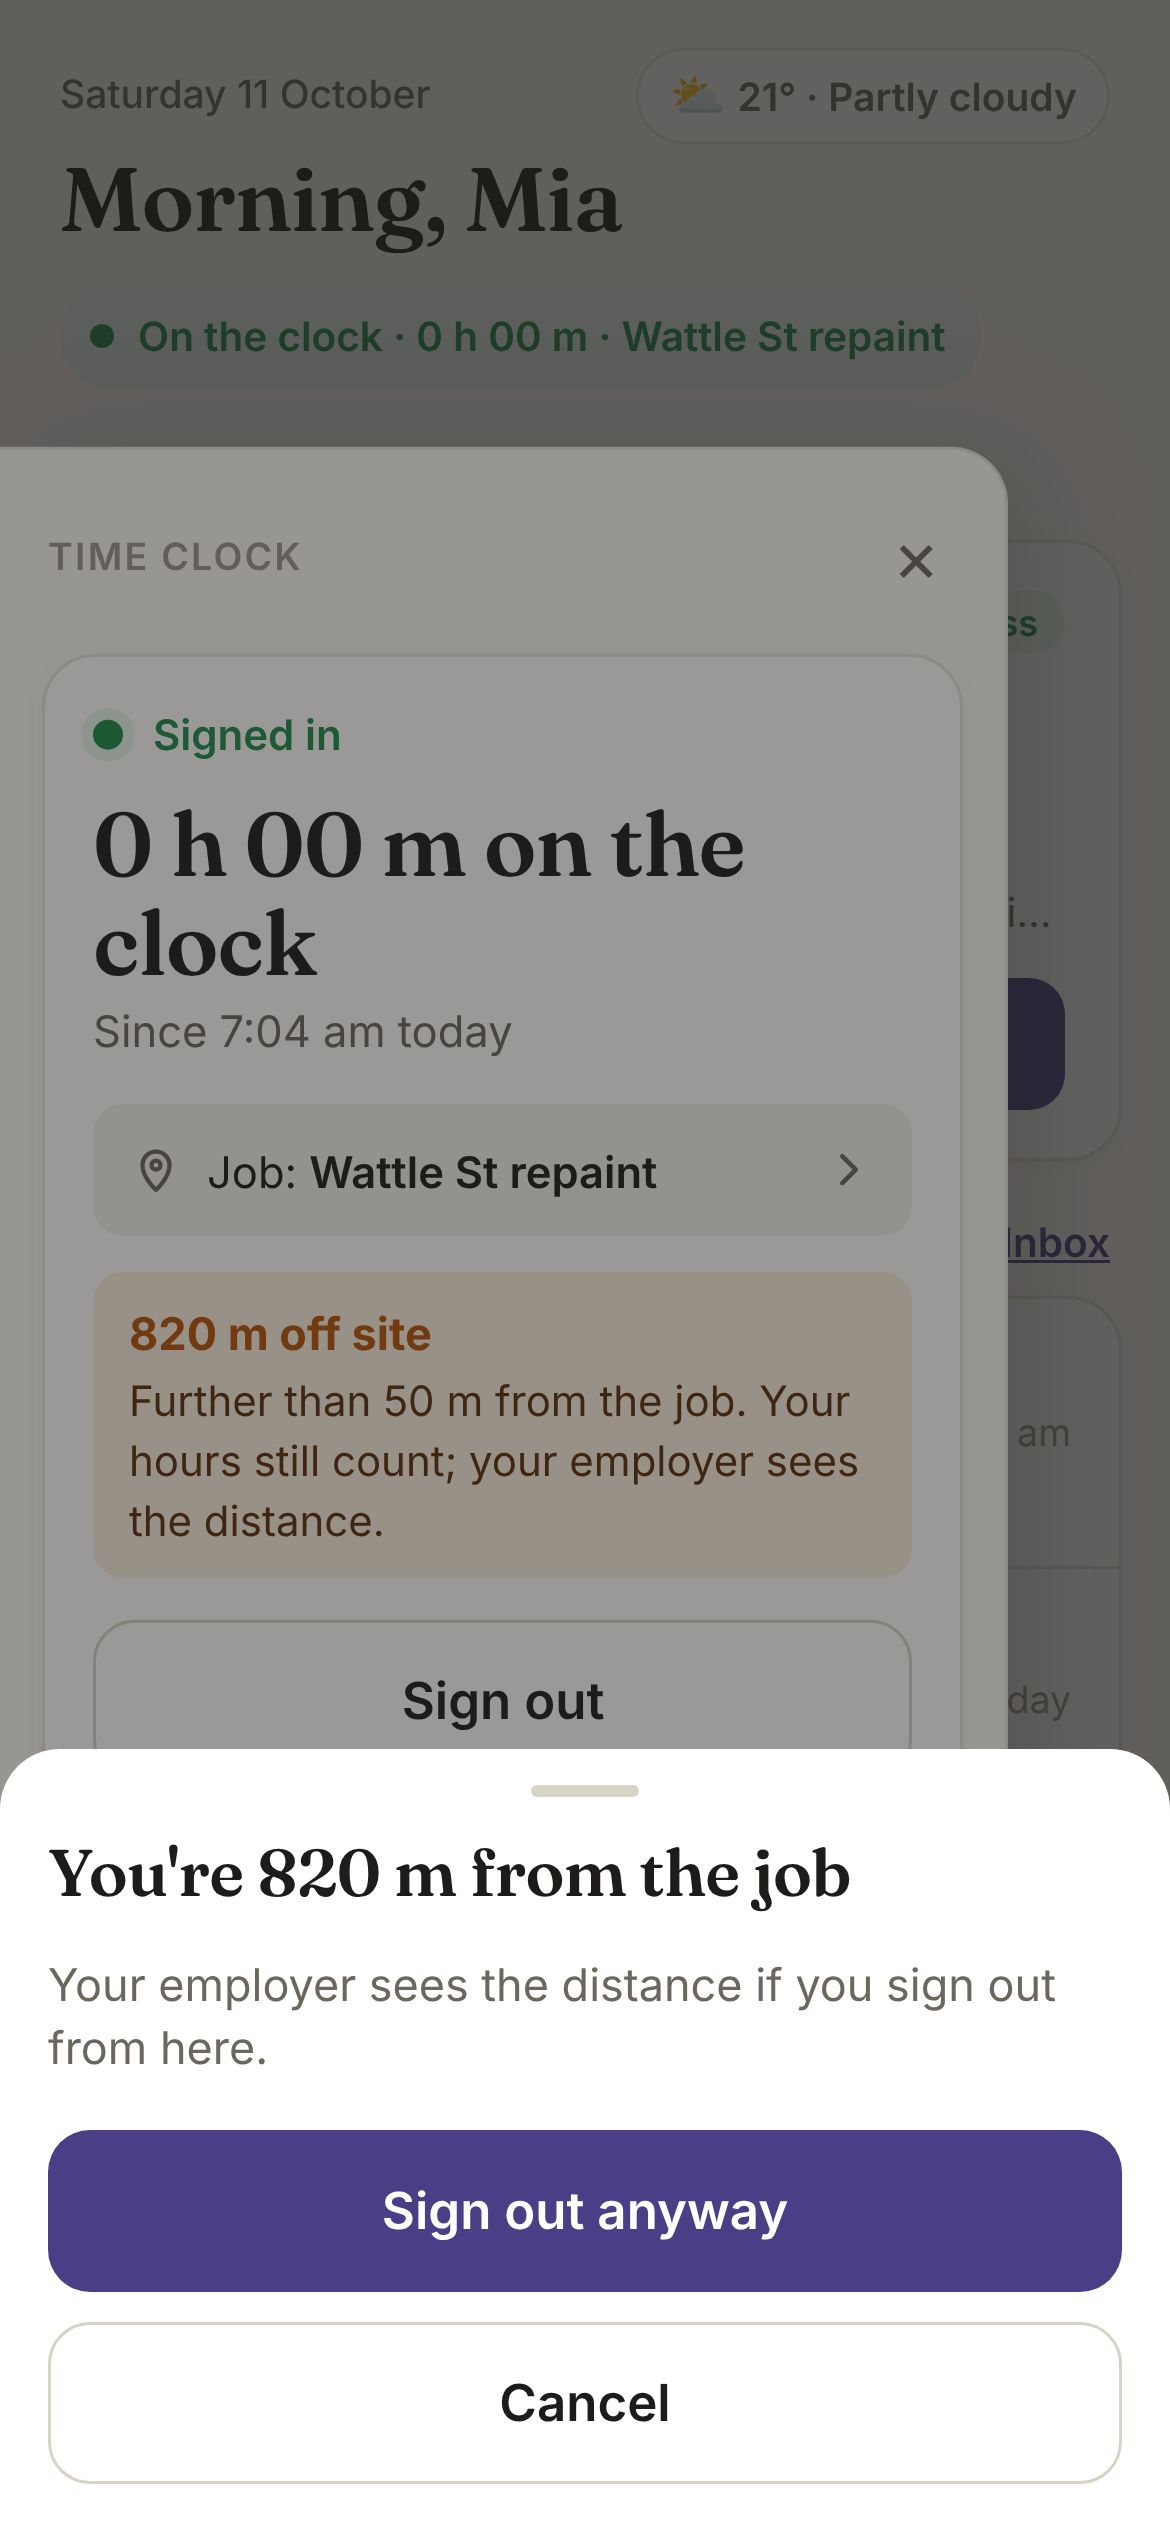 Saturday 11 October
21° · Partly cloudy
Morning, Mia
On the clock · 0 h 00 m · Wattle St repaint
TIME CLOCK
ss
Signed in
0 h 00 m on the
clock
i...
Since 7:04 am today
Job: Wattle St repaint
Inbox
820 m off site
Further than 50 m from the job. Your
am
hours still count; your employer sees
the distance.
Sign out
day
You're 820 m from the job
Your employer sees the distance if you sign out
from here.
Sign out anyway
Cancel